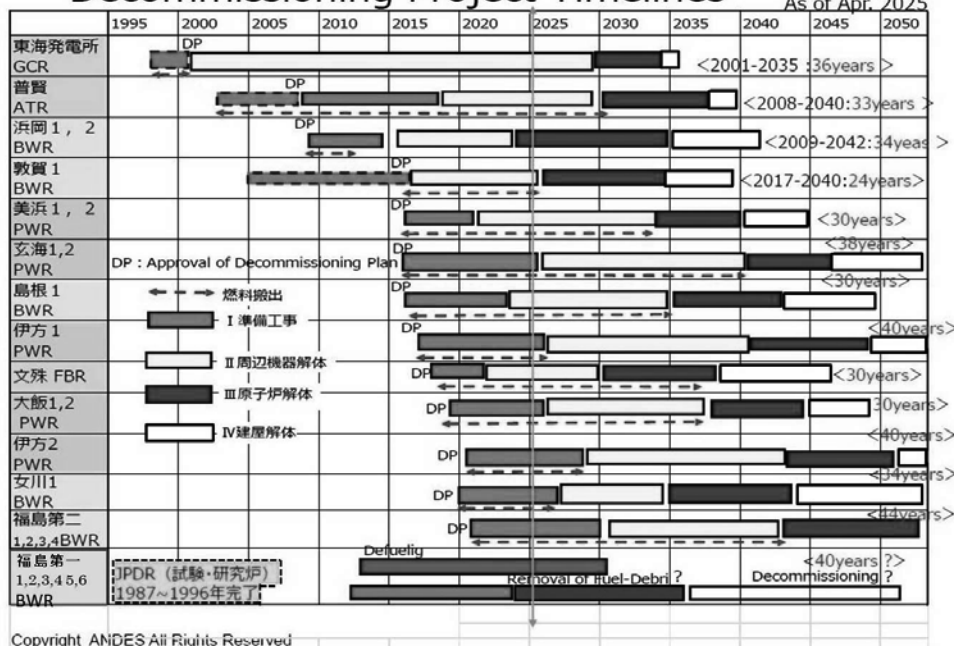 Decommissioning Project Timelines
As of Apr. 2025
1995 2000 2005 2010 2015 2020 2025 2030 2035 2040 2045 2050
東海発電所
GCR
DP
<2001-2035 :36years >
普賢
ATR
DP
<2008-2040:33years >
浜岡1, 2
BWR
DP
<2009-2042:34yeas >
敦賀1
BWR
DP
<2017-2040:24years>
美浜1, 2
PWR
DP
<30years>
玄海1,2
PWR
DP
<38years>
DP : Approval of Decommissioning Plan
島根1
BWR
DP
<30years>
燃料搬出
I 準備工事
伊方1
PWR
DP
<40years>
II周辺機器解体
文殊 FBR
DP
<30years>
III原子炉解体
大飯1,2
PWR
DP
30years>
IV建屋解体
伊方2
PWR
DP
<40years>
女川1
BWR
DP
<34years>
福島第二
1,2,3,4BWR
DP
<44years>
福島第一
1,2,3,4 5,6
BWR
Defuelig
<40years ?>
JPDR (試験・研究炉)
1987~1996年完了
Removal of Fuel-Debri ?
Decommissioning ?
Copyright ANDES All Rights Reserved